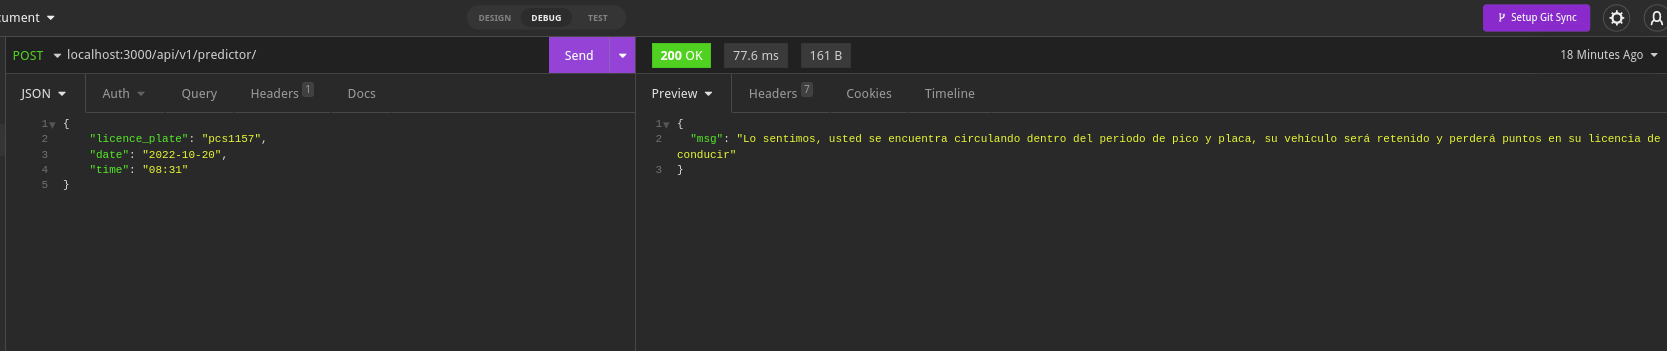 cument
DESIGN DEBUG TEST
Setup Git Sync
POST localhost:3000/api/v1/predictor/ Send
200 OK 77.6 ms 161 B 18 Minutes Ago
JSON Auth Query Headers 1 Docs
Preview Headers 7 Cookies Timeline
1 {
2 "licence_plate": "pcs1157",
3 "date": "2022-10-20",
4 "time": "08:31"
5 }
1 {
2 "msg": "Lo sentimos, usted se encuentra circulando dentro del periodo de pico y placa, su vehículo será retenido y perderá puntos en su licencia de
conducir"
3 }